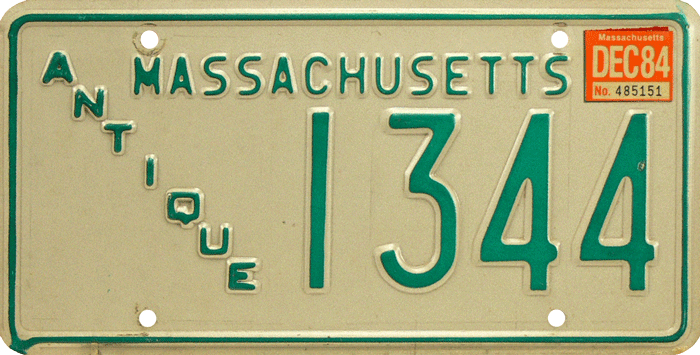 MASSACHUSETTS
Massachusetts
DEC84
No. 485151
ANTIQUE
1344